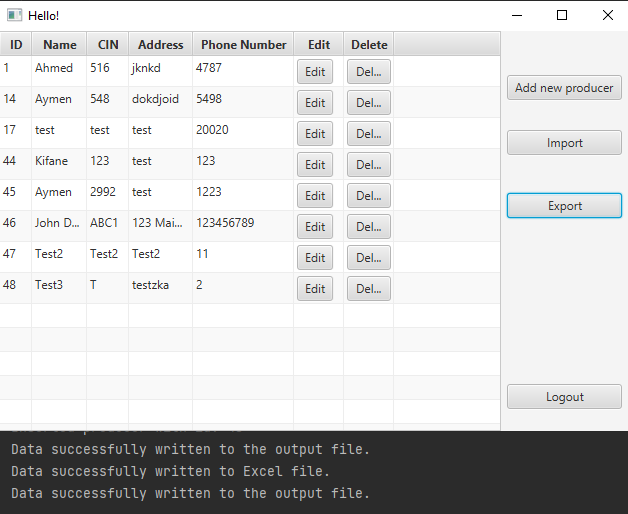 Hello!
ID Name CIN Address Phone Number Edit Delete
1 Ahmed 516 jknkd 4787 Edit Del...
14 Aymen 548 dokdjoid 5498 Edit Del...
17 test test test 20020 Edit Del...
44 Kifane 123 test 123 Edit Del...
45 Aymen 2992 test 1223 Edit Del...
46 John D... ABC1 123 Mai... 123456789 Edit Del...
47 Test2 Test2 Test2 11 Edit Del...
48 Test3 T testzka 2 Edit Del...
Add new producer
Import
Export
Logout
Data successfully written to the output file.
Data successfully written to Excel file.
Data successfully written to the output file.